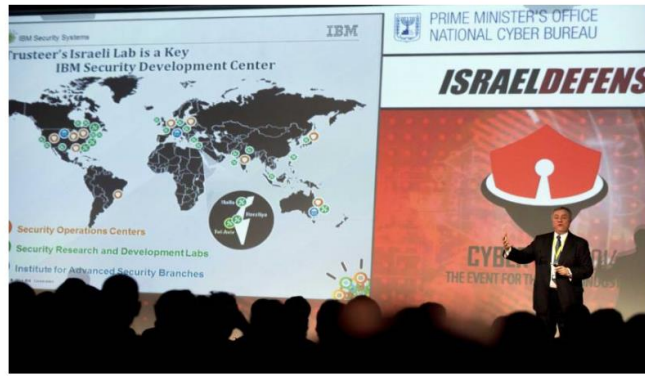 IBM Security Systems
IBM
Trusteer's Israeli Lab is a Key
IBM Security Development Center
Haifa
Herzliya
Tel-Aviv
Security Operations Centers
Security Research and Development Labs
Institute for Advanced Security Branches
PRIME MINISTER'S OFFICE
NATIONAL CYBER BUREAU
ISRAELDEFENS
CYBER
THE EVENT FOR TH